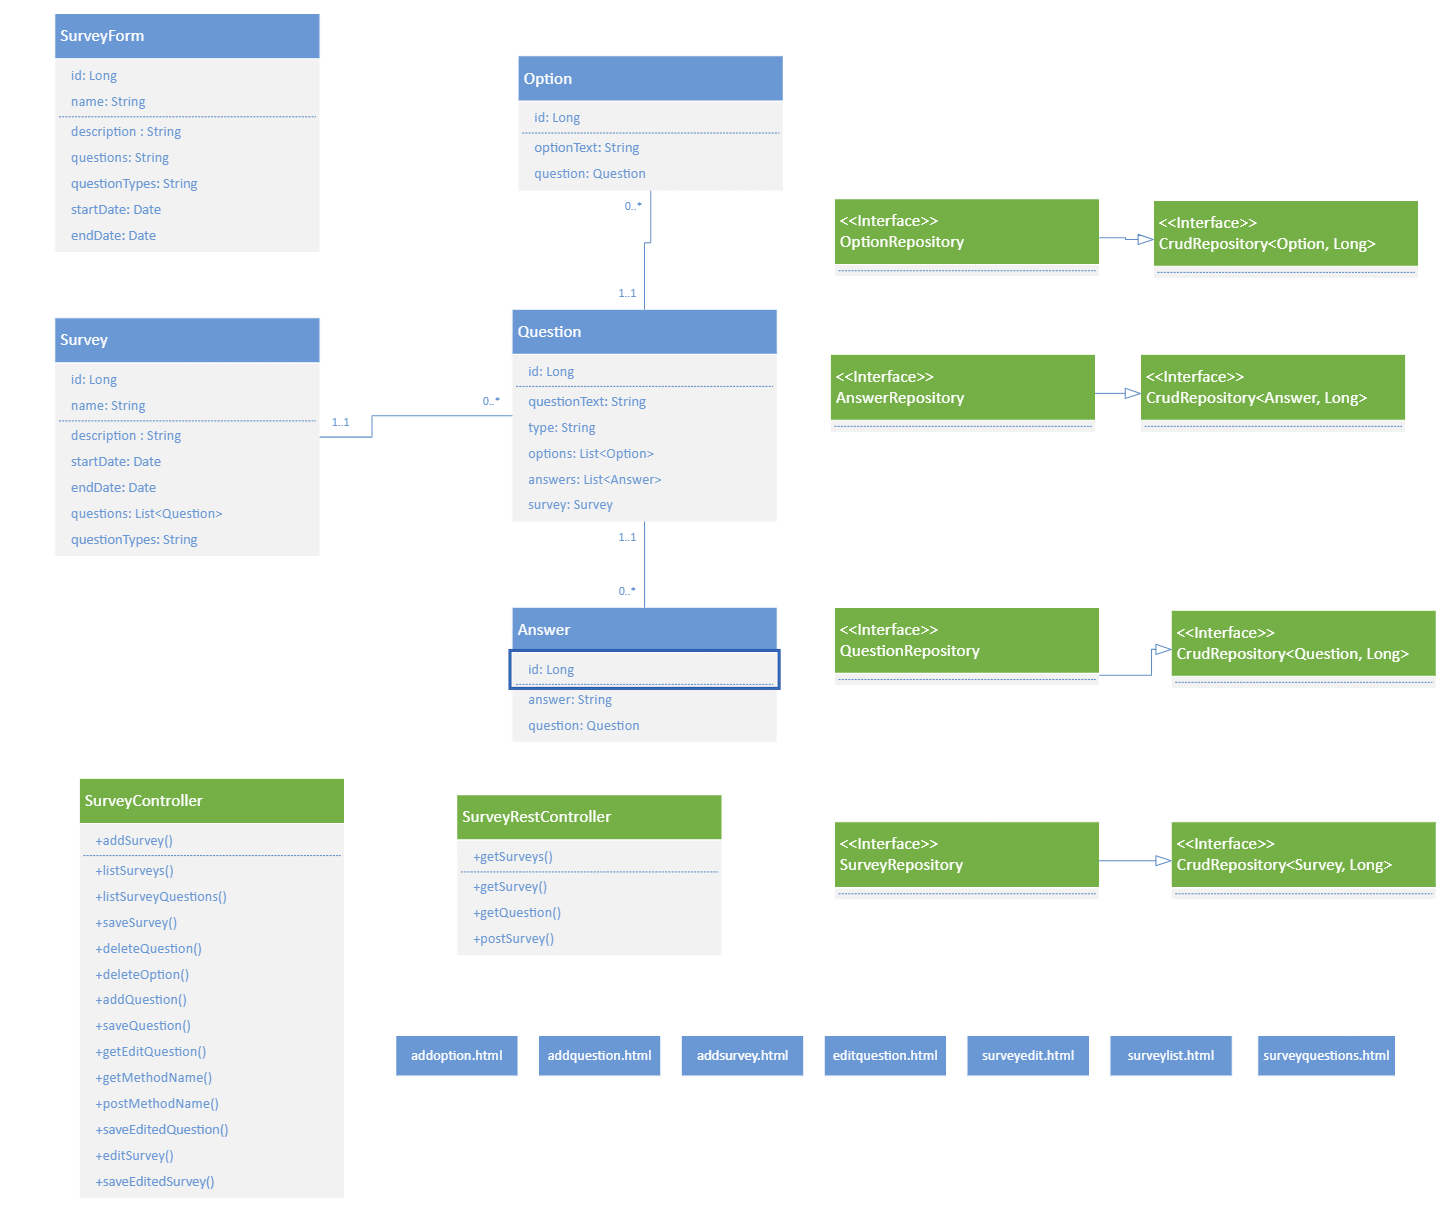 SurveyForm
id: Long
name: String
description : String
questions: String
questionTypes: String
startDate: Date
endDate: Date
Option
id: Long
optionText: String
question: Question
0..*
1..1
<<Interface>>
OptionRepository
<<Interface>>
CrudRepository<Option, Long>
Survey
id: Long
name: String
description : String
startDate: Date
endDate: Date
questions: List<Question>
questionTypes: String
1..1
0..*
Question
id: Long
questionText: String
type: String
options: List<Option>
answers: List<Answer>
survey: Survey
1..1
0..*
<<Interface>>
AnswerRepository
<<Interface>>
CrudRepository<Answer, Long>
Answer
id: Long
answer: String
question: Question
<<Interface>>
QuestionRepository
<<Interface>>
CrudRepository<Question, Long>
SurveyController
+addSurvey()
+listSurveys()
+listSurveyQuestions()
+saveSurvey()
+deleteQuestion()
+deleteOption()
+addQuestion()
+saveQuestion()
+getEditQuestion()
+getMethodName()
+postMethodName()
+saveEditedQuestion()
+editSurvey()
+saveEditedSurvey()
SurveyRestController
+getSurveys()
+getSurvey()
+getQuestion()
+postSurvey()
<<Interface>>
SurveyRepository
<<Interface>>
CrudRepository<Survey, Long>
addoption.html
addquestion.html
addsurvey.html
editquestion.html
surveyedit.html
surveylist.html
surveyquestions.html